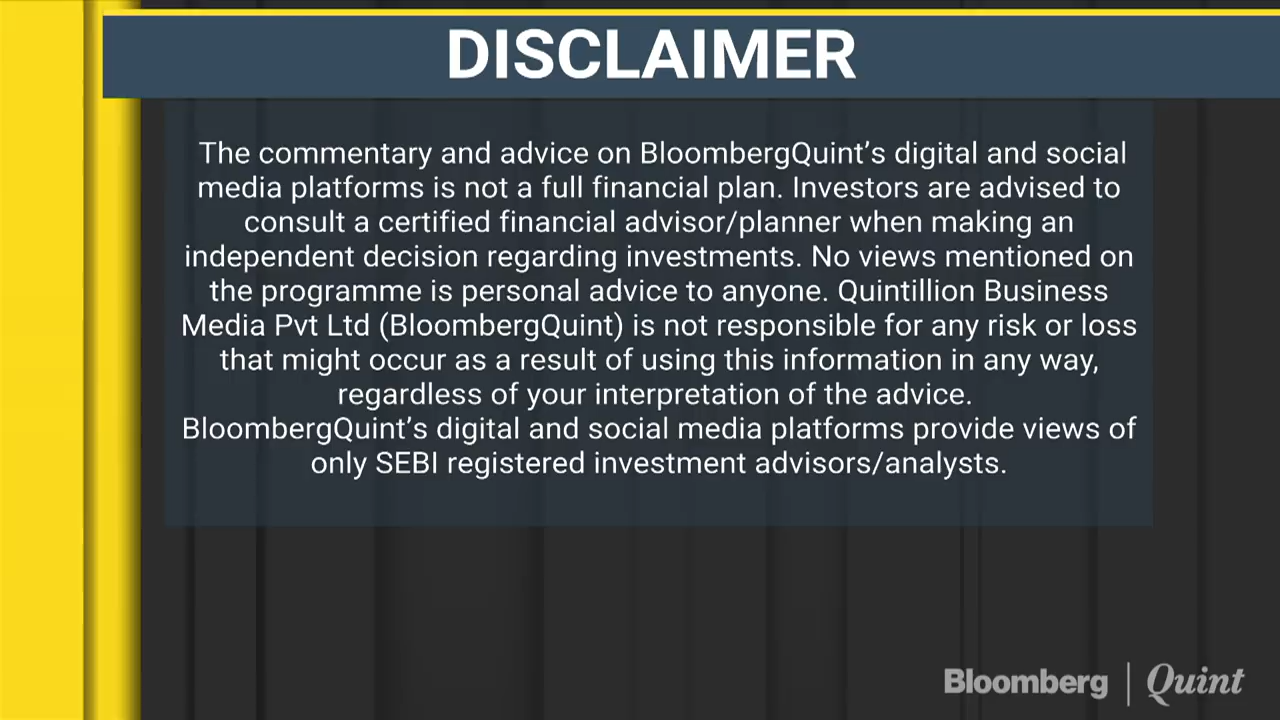 DISCLAIMER
The commentary and advice on BloombergQuint’s digital and social
media platforms is not a full financial plan. Investors are advised to
consult a certified financial advisor/planner when making an
independent decision regarding investments. No views mentioned on
the programme is personal advice to anyone. Quintillion Business
Media Pvt Ltd (BloombergQuint) is not responsible for any risk or loss
that might occur as a result of using this information in any way,
regardless of your interpretation of the advice.
BloombergQuint’s digital and social media platforms provide views of
only SEBI registered investment advisors/analysts.
Bloomberg | Quint